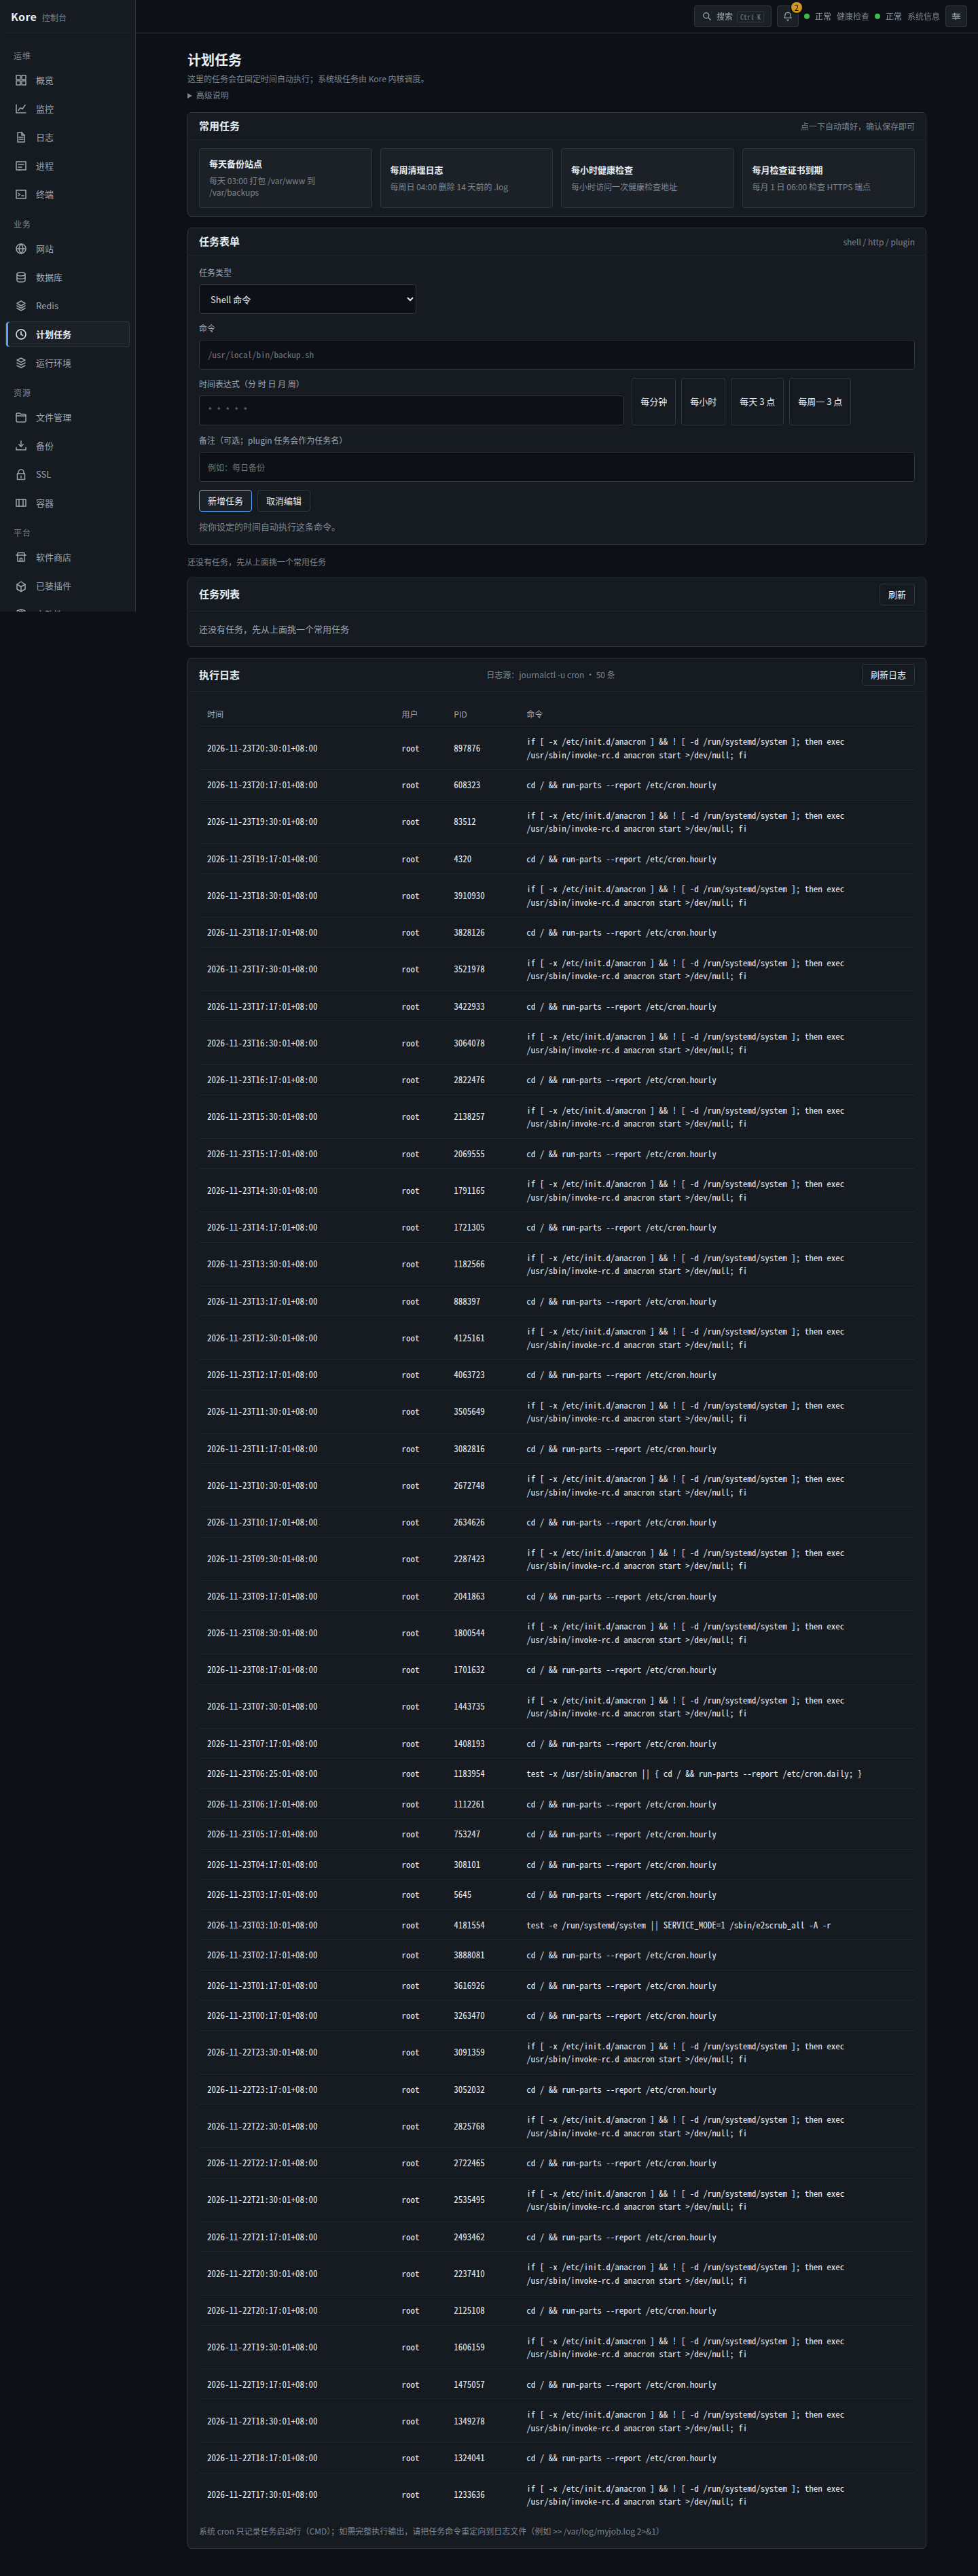 Kore 控制台
搜索 Ctrl K
2
正常 健康检查
正常 系统信息
运维
概览
监控
日志
进程
终端
业务
网站
数据库
Redis
计划任务
运行环境
资源
文件管理
备份
SSL
容器
平台
软件商店
已装插件
计划任务
这里的任务会在固定时间自动执行；系统级任务由 Kore 内核调度。
▶ 高级说明
常用任务
点一下自动填好，确认保存即可
每天备份站点
每天 03:00 打包 /var/www 到
/var/backups
每周清理日志
每周日 04:00 删除 14 天前的 .log
每小时健康检查
每小时访问一次健康检查地址
每月检查证书到期
每月 1 日 06:00 检查 HTTPS 端点
任务表单
shell / http / plugin
任务类型
Shell 命令
命令
/usr/local/bin/backup.sh
时间表达式（分 时 日 月 周）
* * * * *
每分钟
每小时
每天 3 点
每周一 3 点
备注（可选；plugin 任务会作为任务名）
例如：每日备份
新增任务
取消编辑
按你设定的时间自动执行这条命令。
还没有任务，先从上面挑一个常用任务
任务列表
刷新
还没有任务，先从上面挑一个常用任务
执行日志
日志源：journalctl -u cron · 50 条
刷新日志
时间 用户 PID 命令
2026-11-23T20:30:01+08:00 root 897876 if [ -x /etc/init.d/anacron ] && ! [ -d /run/systemd/system ]; then exec
/usr/sbin/invoke-rc.d anacron start >/dev/null; fi
2026-11-23T20:17:01+08:00 root 608323 cd / && run-parts --report /etc/cron.hourly
2026-11-23T19:30:01+08:00 root 83512 if [ -x /etc/init.d/anacron ] && ! [ -d /run/systemd/system ]; then exec
/usr/sbin/invoke-rc.d anacron start >/dev/null; fi
2026-11-23T19:17:01+08:00 root 4320 cd / && run-parts --report /etc/cron.hourly
2026-11-23T18:30:01+08:00 root 3910930 if [ -x /etc/init.d/anacron ] && ! [ -d /run/systemd/system ]; then exec
/usr/sbin/invoke-rc.d anacron start >/dev/null; fi
2026-11-23T18:17:01+08:00 root 3828126 cd / && run-parts --report /etc/cron.hourly
2026-11-23T17:30:01+08:00 root 3521978 if [ -x /etc/init.d/anacron ] && ! [ -d /run/systemd/system ]; then exec
/usr/sbin/invoke-rc.d anacron start >/dev/null; fi
2026-11-23T17:17:01+08:00 root 3422933 cd / && run-parts --report /etc/cron.hourly
2026-11-23T16:30:01+08:00 root 3064078 if [ -x /etc/init.d/anacron ] && ! [ -d /run/systemd/system ]; then exec
/usr/sbin/invoke-rc.d anacron start >/dev/null; fi
2026-11-23T16:17:01+08:00 root 2822476 cd / && run-parts --report /etc/cron.hourly
2026-11-23T15:30:01+08:00 root 2138257 if [ -x /etc/init.d/anacron ] && ! [ -d /run/systemd/system ]; then exec
/usr/sbin/invoke-rc.d anacron start >/dev/null; fi
2026-11-23T15:17:01+08:00 root 2069555 cd / && run-parts --report /etc/cron.hourly
2026-11-23T14:30:01+08:00 root 1791165 if [ -x /etc/init.d/anacron ] && ! [ -d /run/systemd/system ]; then exec
/usr/sbin/invoke-rc.d anacron start >/dev/null; fi
2026-11-23T14:17:01+08:00 root 1721305 cd / && run-parts --report /etc/cron.hourly
2026-11-23T13:30:01+08:00 root 1182566 if [ -x /etc/init.d/anacron ] && ! [ -d /run/systemd/system ]; then exec
/usr/sbin/invoke-rc.d anacron start >/dev/null; fi
2026-11-23T13:17:01+08:00 root 888397 cd / && run-parts --report /etc/cron.hourly
2026-11-23T12:30:01+08:00 root 4125161 if [ -x /etc/init.d/anacron ] && ! [ -d /run/systemd/system ]; then exec
/usr/sbin/invoke-rc.d anacron start >/dev/null; fi
2026-11-23T12:17:01+08:00 root 4063723 cd / && run-parts --report /etc/cron.hourly
2026-11-23T11:30:01+08:00 root 3505649 if [ -x /etc/init.d/anacron ] && ! [ -d /run/systemd/system ]; then exec
/usr/sbin/invoke-rc.d anacron start >/dev/null; fi
2026-11-23T11:17:01+08:00 root 3082816 cd / && run-parts --report /etc/cron.hourly
2026-11-23T10:30:01+08:00 root 2672748 if [ -x /etc/init.d/anacron ] && ! [ -d /run/systemd/system ]; then exec
/usr/sbin/invoke-rc.d anacron start >/dev/null; fi
2026-11-23T10:17:01+08:00 root 2634626 cd / && run-parts --report /etc/cron.hourly
2026-11-23T09:30:01+08:00 root 2287423 if [ -x /etc/init.d/anacron ] && ! [ -d /run/systemd/system ]; then exec
/usr/sbin/invoke-rc.d anacron start >/dev/null; fi
2026-11-23T09:17:01+08:00 root 2041863 cd / && run-parts --report /etc/cron.hourly
2026-11-23T08:30:01+08:00 root 1800544 if [ -x /etc/init.d/anacron ] && ! [ -d /run/systemd/system ]; then exec
/usr/sbin/invoke-rc.d anacron start >/dev/null; fi
2026-11-23T08:17:01+08:00 root 1701632 cd / && run-parts --report /etc/cron.hourly
2026-11-23T07:30:01+08:00 root 1443735 if [ -x /etc/init.d/anacron ] && ! [ -d /run/systemd/system ]; then exec
/usr/sbin/invoke-rc.d anacron start >/dev/null; fi
2026-11-23T07:17:01+08:00 root 1408193 cd / && run-parts --report /etc/cron.hourly
2026-11-23T06:25:01+08:00 root 1183954 test -x /usr/sbin/anacron || { cd / && run-parts --report /etc/cron.daily; }
2026-11-23T06:17:01+08:00 root 1112261 cd / && run-parts --report /etc/cron.hourly
2026-11-23T05:17:01+08:00 root 753247 cd / && run-parts --report /etc/cron.hourly
2026-11-23T04:17:01+08:00 root 308101 cd / && run-parts --report /etc/cron.hourly
2026-11-23T03:17:01+08:00 root 5645 cd / && run-parts --report /etc/cron.hourly
2026-11-23T03:10:01+08:00 root 4181554 test -e /run/systemd/system || SERVICE_MODE=1 /sbin/e2scrub_all -A -r
2026-11-23T02:17:01+08:00 root 3888081 cd / && run-parts --report /etc/cron.hourly
2026-11-23T01:17:01+08:00 root 3616926 cd / && run-parts --report /etc/cron.hourly
2026-11-23T00:17:01+08:00 root 3263470 cd / && run-parts --report /etc/cron.hourly
2026-11-22T23:30:01+08:00 root 3091359 if [ -x /etc/init.d/anacron ] && ! [ -d /run/systemd/system ]; then exec
/usr/sbin/invoke-rc.d anacron start >/dev/null; fi
2026-11-22T23:17:01+08:00 root 3052032 cd / && run-parts --report /etc/cron.hourly
2026-11-22T22:30:01+08:00 root 2825768 if [ -x /etc/init.d/anacron ] && ! [ -d /run/systemd/system ]; then exec
/usr/sbin/invoke-rc.d anacron start >/dev/null; fi
2026-11-22T22:17:01+08:00 root 2722465 cd / && run-parts --report /etc/cron.hourly
2026-11-22T21:30:01+08:00 root 2535495 if [ -x /etc/init.d/anacron ] && ! [ -d /run/systemd/system ]; then exec
/usr/sbin/invoke-rc.d anacron start >/dev/null; fi
2026-11-22T21:17:01+08:00 root 2493462 cd / && run-parts --report /etc/cron.hourly
2026-11-22T20:30:01+08:00 root 2237410 if [ -x /etc/init.d/anacron ] && ! [ -d /run/systemd/system ]; then exec
/usr/sbin/invoke-rc.d anacron start >/dev/null; fi
2026-11-22T20:17:01+08:00 root 2125108 cd / && run-parts --report /etc/cron.hourly
2026-11-22T19:30:01+08:00 root 1606159 if [ -x /etc/init.d/anacron ] && ! [ -d /run/systemd/system ]; then exec
/usr/sbin/invoke-rc.d anacron start >/dev/null; fi
2026-11-22T19:17:01+08:00 root 1475057 cd / && run-parts --report /etc/cron.hourly
2026-11-22T18:30:01+08:00 root 1349278 if [ -x /etc/init.d/anacron ] && ! [ -d /run/systemd/system ]; then exec
/usr/sbin/invoke-rc.d anacron start >/dev/null; fi
2026-11-22T18:17:01+08:00 root 1324041 cd / && run-parts --report /etc/cron.hourly
2026-11-22T17:30:01+08:00 root 1233636 if [ -x /etc/init.d/anacron ] && ! [ -d /run/systemd/system ]; then exec
/usr/sbin/invoke-rc.d anacron start >/dev/null; fi
系统 cron 只记录任务启动行（CMD）；如需完整执行输出，请把任务命令重定向到日志文件（例如 >> /var/log/myjob.log 2>&1）